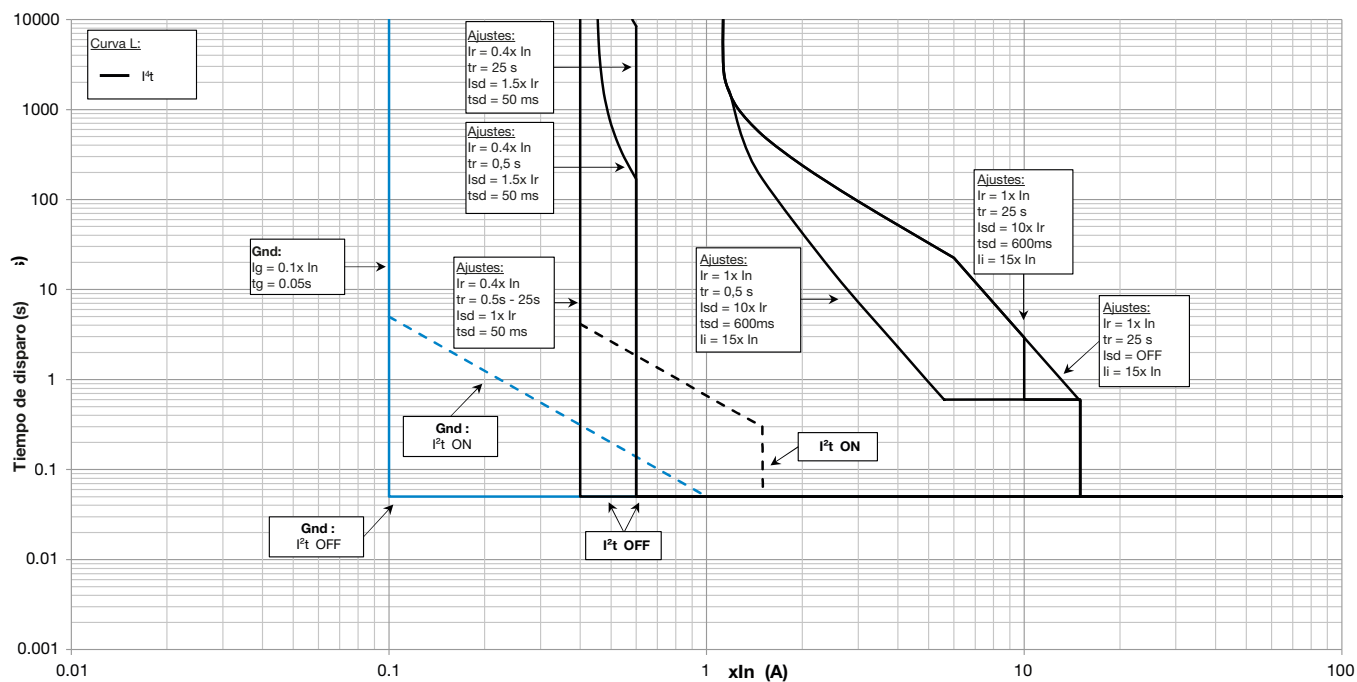 10000
1000
100
10
1
0.1
0.01
0.001
Tiempo de disparo (s)
s)
Curva L:
I⁴t
Ajustes:
Ir = 0.4x In
tr = 25 s
Isd = 1.5x Ir
tsd = 50 ms
Ajustes:
Ir = 0.4x In
tr = 0,5 s
Isd = 1.5x Ir
tsd = 50 ms
Gnd:
Ig = 0.1x In
tg = 0.05s
Ajustes:
Ir = 0.4x In
tr = 0.5s - 25s
Isd = 1x Ir
tsd = 50 ms
Ajustes:
Ir = 1x In
tr = 0,5 s
Isd = 10x Ir
tsd = 600ms
Ii = 15x In
Ajustes:
Ir = 1x In
tr = 25 s
Isd = 10x Ir
tsd = 600ms
Ii = 15x In
Ajustes:
Ir = 1x In
tr = 25 s
Isd = OFF
Ii = 15x In
Gnd :
I²t ON
I²t ON
Gnd :
I²t OFF
I²t OFF
0.01
0.1
1
10
100
xIn (A)